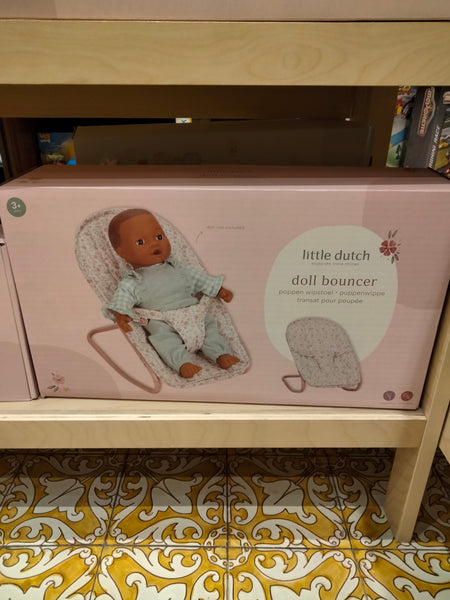 3+
doll not included
little dutch
doll bouncer
poppen wipstoel • puppenwippe
transat pour poupée